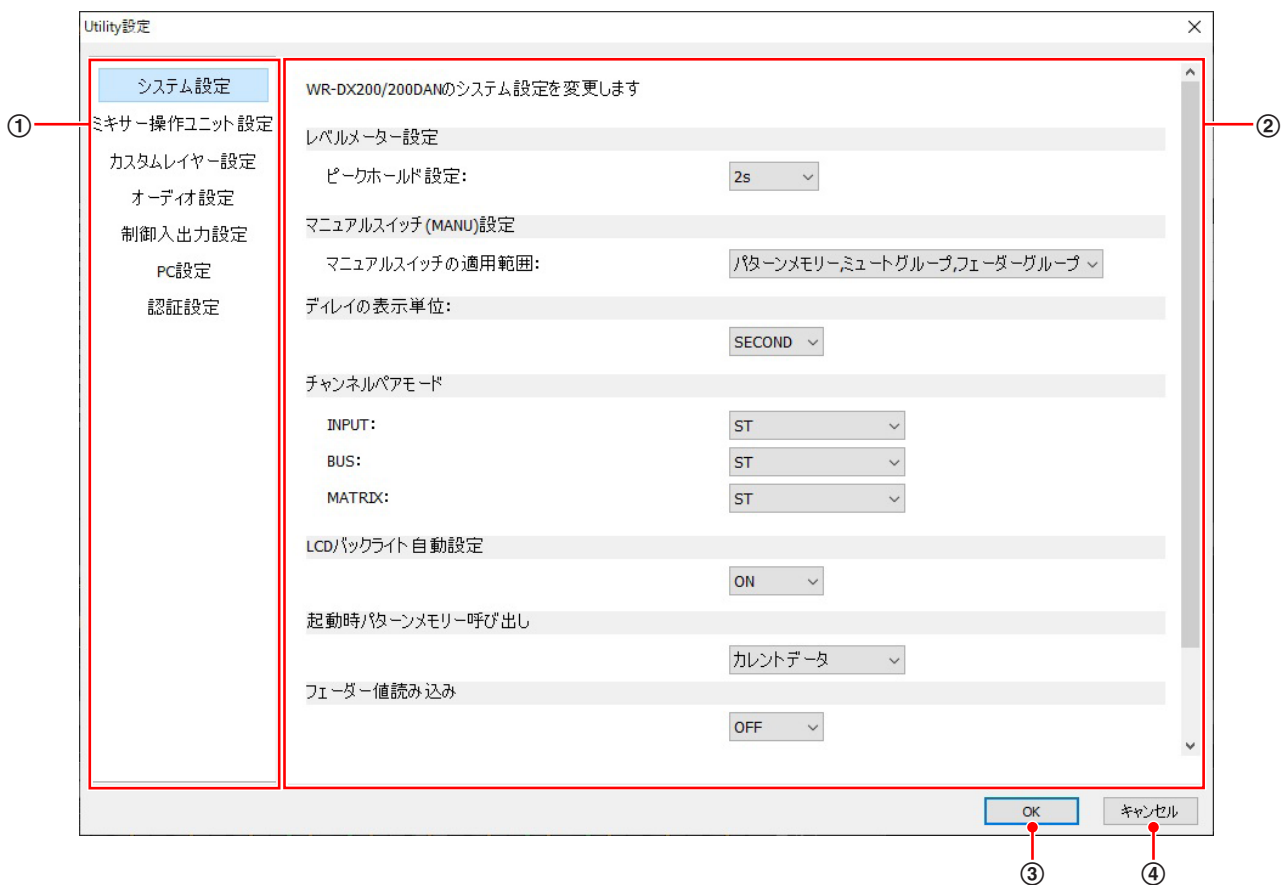 Utility設定
システム設定
ミキサー操作ユニット設定
カスタムレイヤー設定
オーディオ設定
制御入出力設定
PC設定
認証設定
①
WR-DX200/200DANのシステム設定を変更します
レベルメーター設定
ピークホールド設定: 2s
マニュアルスイッチ(MANU)設定
マニュアルスイッチの適用範囲: パターンメモリー,ミュートグループ,フェーダーグループ
ディレイの表示単位:
SECOND
チャンネルペアモード
INPUT: ST
BUS: ST
MATRIX: ST
LCDバックライト自動設定
ON
起動時パターンメモリー呼び出し
カレントデータ
フェーダー値読み込み
OFF
②
OK キャンセル
③ ④